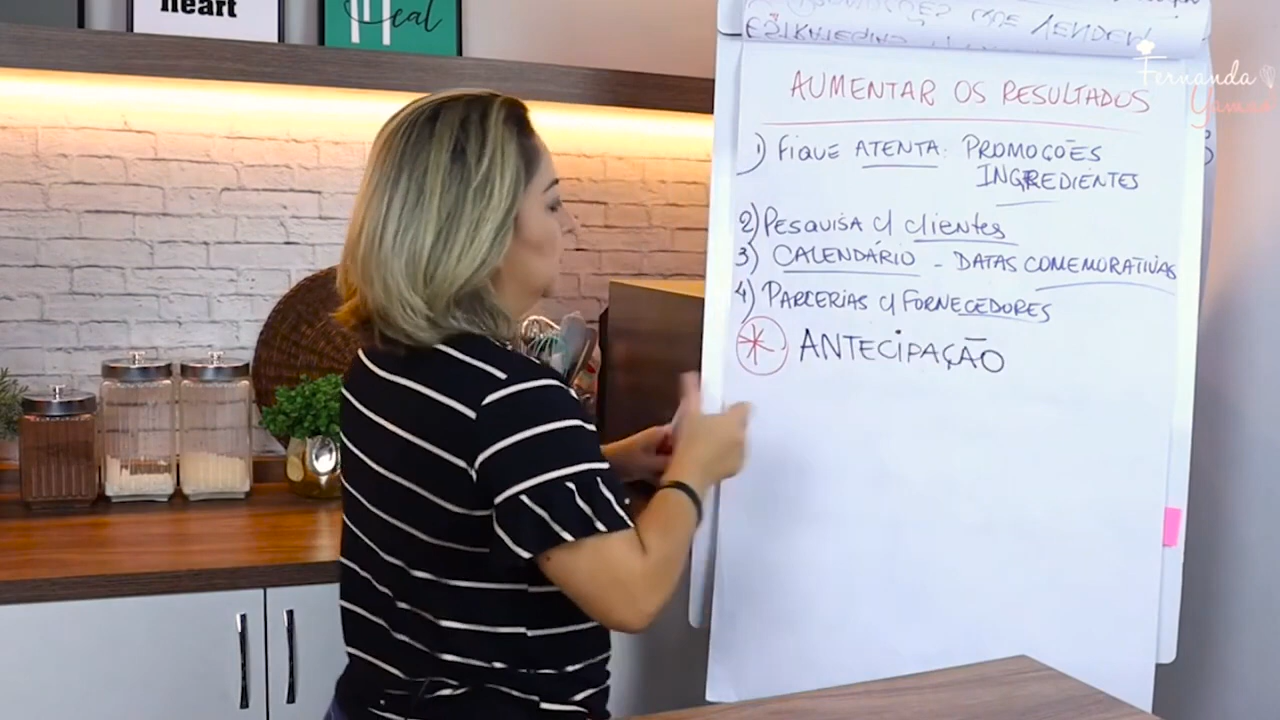 heart
eal
AUMENTAR OS RESULTADOS
1) FIQUE ATENTA: PROMOÇÕES
INGREDIENTES
2) PESQUISA C/ CLIENTES
3) CALENDÁRIO - DATAS COMEMORATIVAS
4) PARCERIAS C/ FORNECEDORES
* ANTECIPAÇÃO
Fernanda